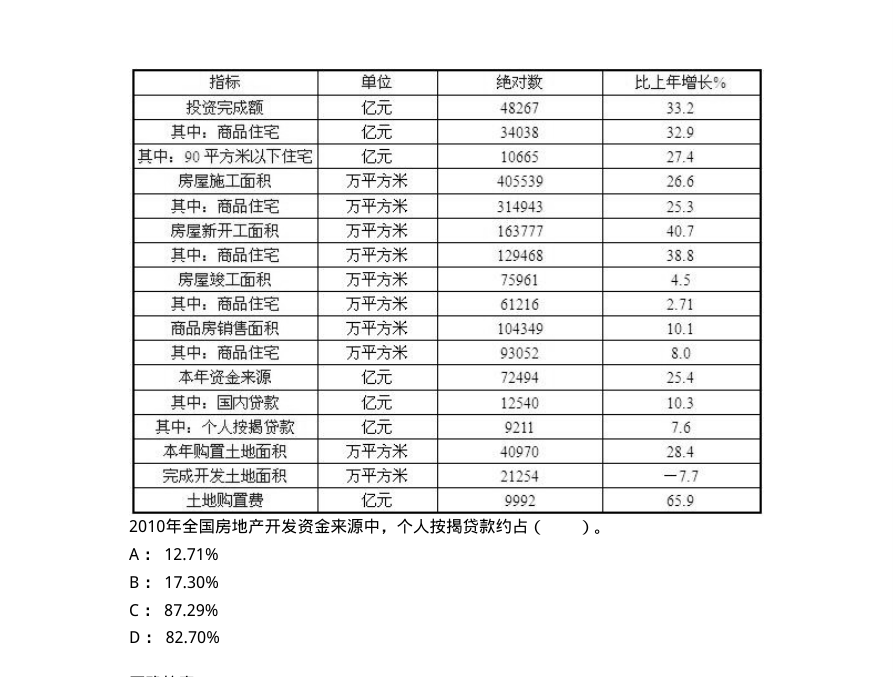 指标 单位 绝对数 比上年增长%
投资完成额 亿元 48267 33.2
其中：商品住宅 亿元 34038 32.9
其中：90平方米以下住宅 亿元 10665 27.4
房屋施工面积 万平方米 405539 26.6
其中：商品住宅 万平方米 314943 25.3
房屋新开工面积 万平方米 163777 40.7
其中：商品住宅 万平方米 129468 38.8
房屋竣工面积 万平方米 75961 4.5
其中：商品住宅 万平方米 61216 2.71
商品房销售面积 万平方米 104349 10.1
其中：商品住宅 万平方米 93052 8.0
本年资金来源 亿元 72494 25.4
其中：国内贷款 亿元 12540 10.3
其中：个人按揭贷款 亿元 9211 7.6
本年购置土地面积 万平方米 40970 28.4
完成开发土地面积 万平方米 21254 －7.7
土地购置费 亿元 9992 65.9
2010年全国房地产开发资金来源中，个人按揭贷款约占（　　）。
A： 12.71%
B： 17.30%
C： 87.29%
D： 82.70%